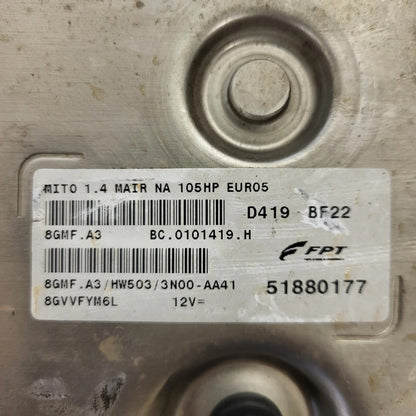 MITO 1.4 MAIR NA 105HP EURO5
D419 BF22
8GMF.A3 BC.0101419.H
FPT
8GMF.A3/HW503/3N00-AA41 51880177
8GVVFYM6L 12V=